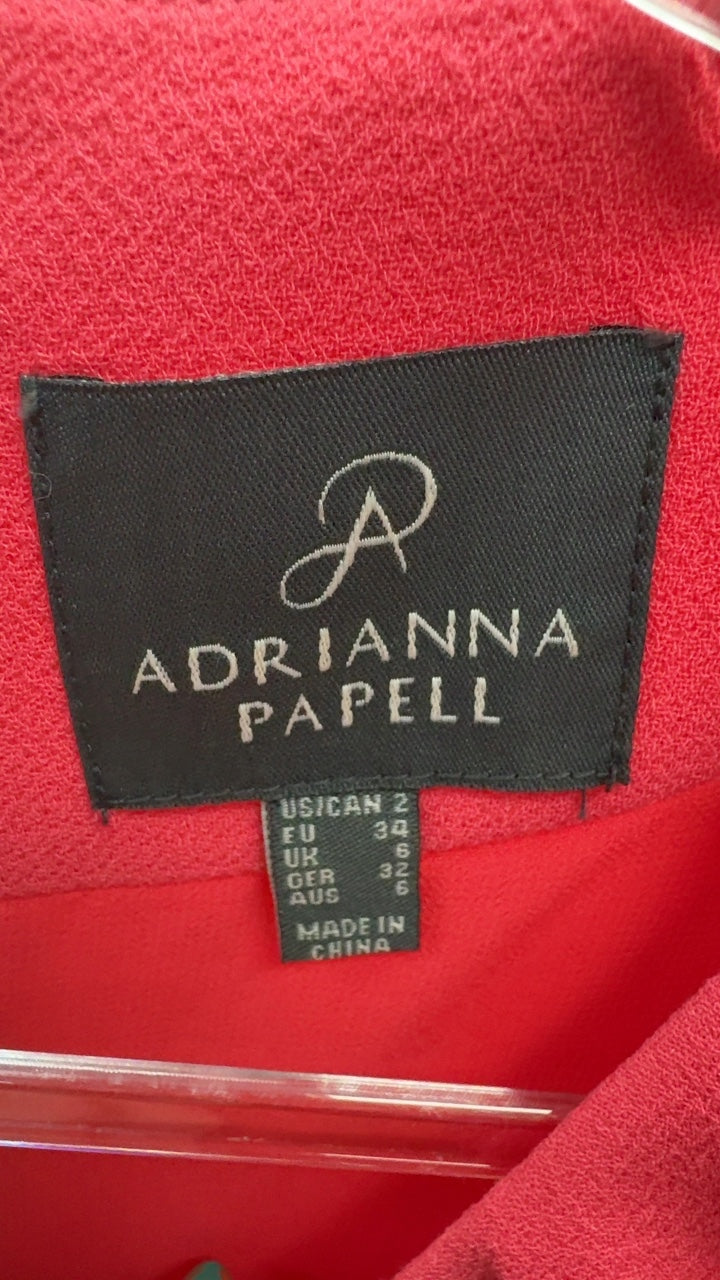 ADRIANNA
PAPELL
US/CAN 2
EU 34
UK 6
GER 32
AUS 6
MADE IN
CHINA